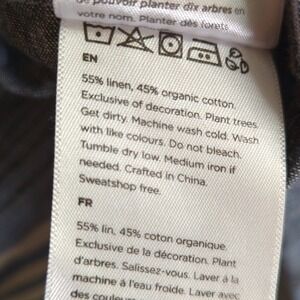 de pouvoir planter dix arbres en
votre nom. Planter des forêts
EN
55% linen, 45% organic cotton.
Exclusive of decoration. Plant trees.
Get dirty. Machine wash cold. Wash
with like colours. Do not bleach.
Tumble dry low. Medium iron if
needed. Crafted in China.
Sweatshop free.
FR
55% lin, 45% coton organique.
Exclusive de la décoration. Plant
d'arbres. Salissez-vous. Laver à la
machine à l'eau froide. Laver avec
des couleurs